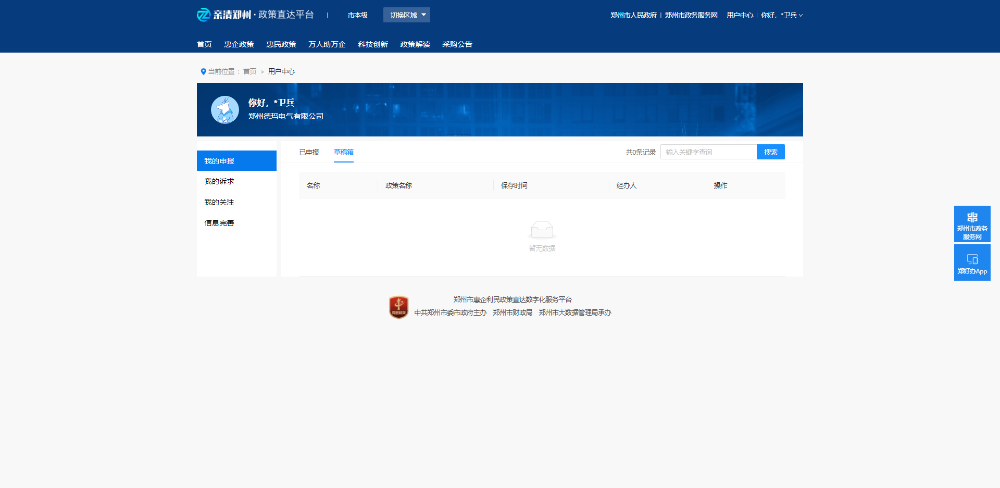 亲清郑州·政策直达平台 | 市本级 切换区域 郑州市人民政府 | 郑州市政务服务网 用户中心 | 你好，*卫兵
首页 惠企政策 惠民政策 万人助万企 科技创新 政策解读 采购公告
当前位置 : 首页 > 用户中心
你好，*卫兵
郑州德玛电气有限公司
我的申报
我的诉求
我的关注
信息完善
已申报 草稿箱 共0条记录 输入关键字查询 搜索
名称 政策名称 保存时间 经办人 操作
暂无数据
郑州市政务
服务网
郑好办App
党政机关
郑州市惠企利民政策直达数字化服务平台
中共郑州市委市政府主办 郑州市财政局 郑州市大数据管理局承办